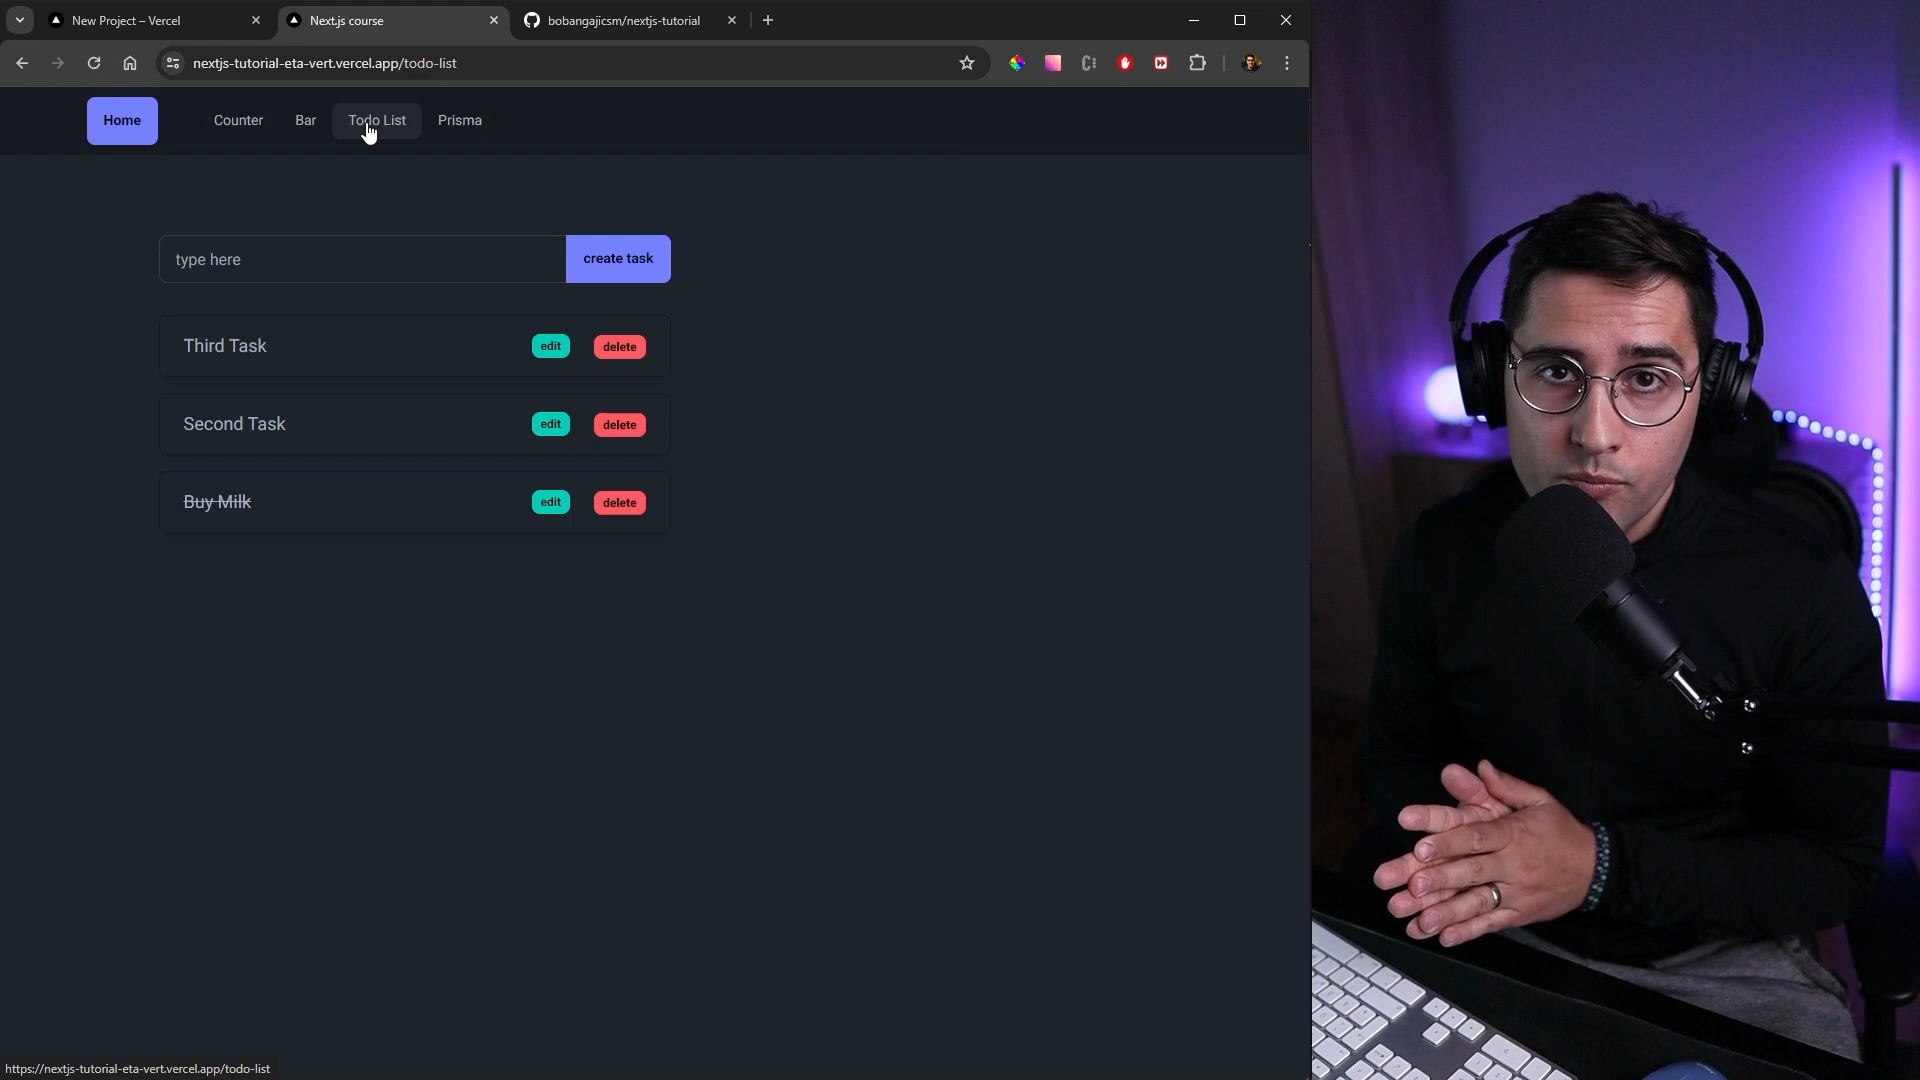 New Project – Vercel
Next.js course
bobangajicsm/nextjs-tutorial
nextjs-tutorial-eta-vert.vercel.app/todo-list
Home
Counter
Bar
Todo List
Prisma
type here
create task
Third Task
edit
delete
Second Task
edit
delete
Buy Milk
edit
delete
https://nextjs-tutorial-eta-vert.vercel.app/todo-list